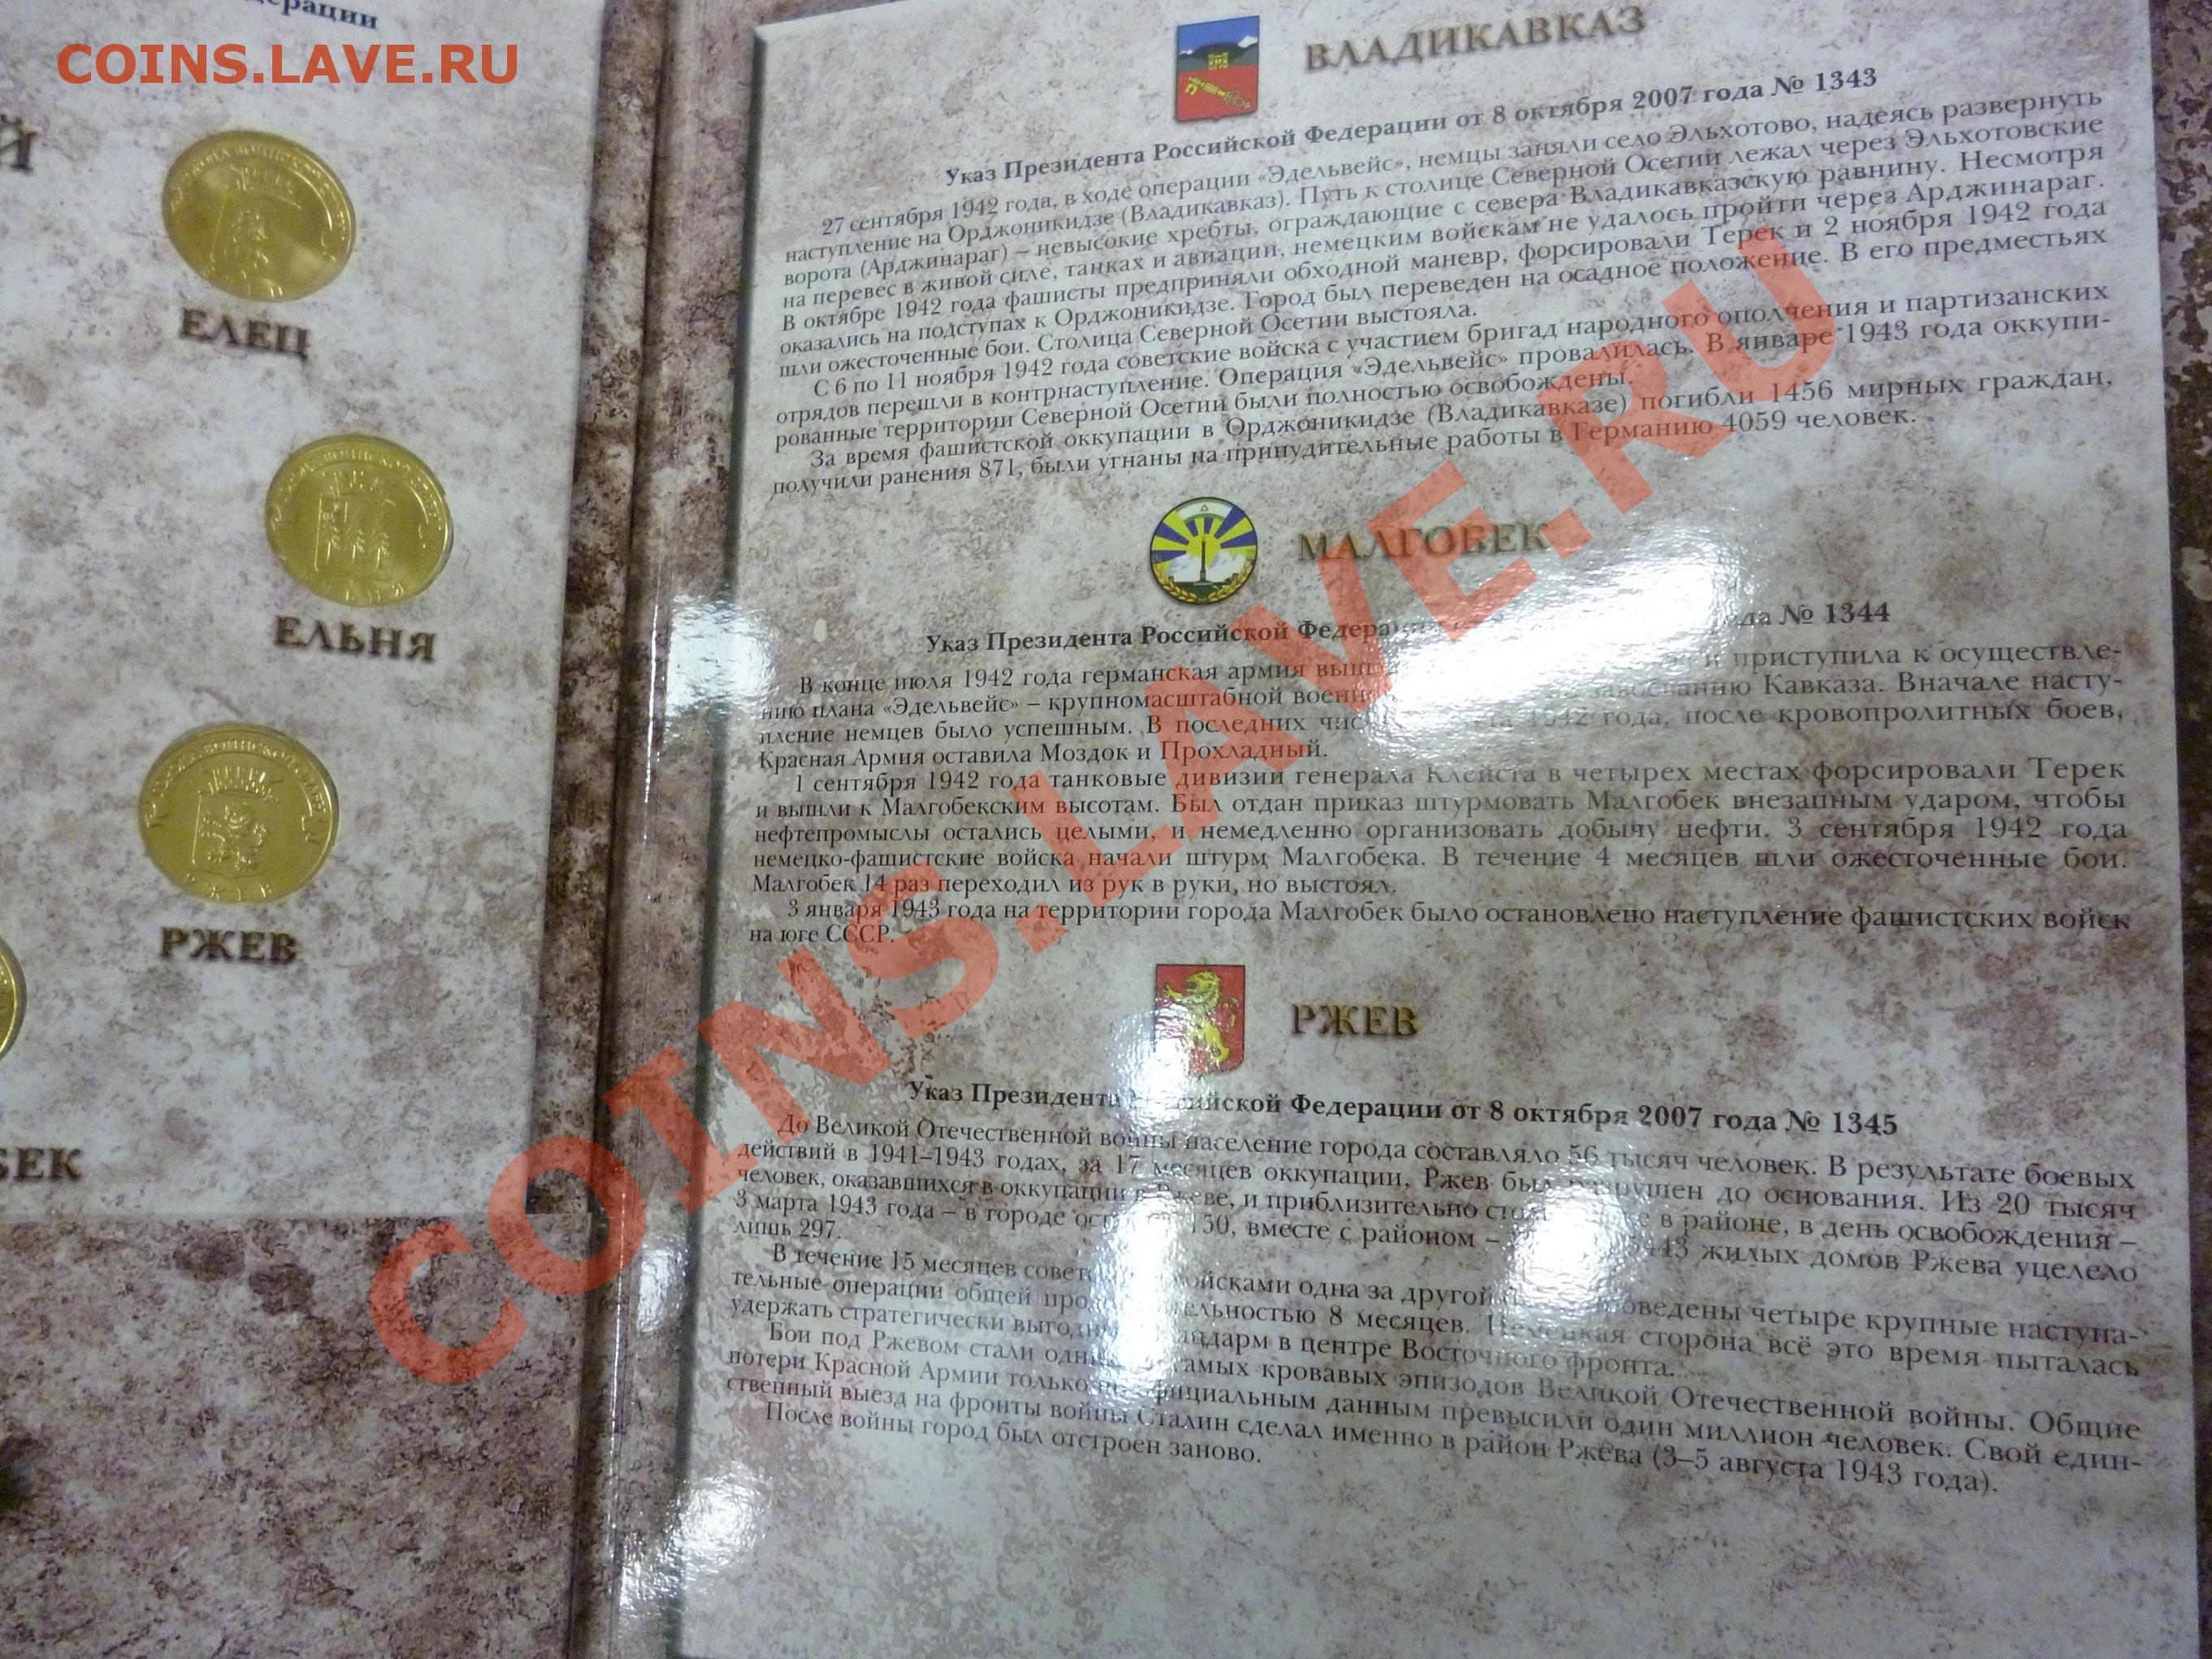 COINS.LAVE.RU
дерации
Й
ЕЛЕЦ
ЕЛЬНЯ
РЖЕВ
РЖЕВ
БЕК
ВЛАДИКАВКАЗ
Указ Президента Российской Федерации от 8 октября 2007 года № 1343
27 сентября 1942 года, в ходе операции «Эдельвейс», немцы заняли село Эльхотово, надеясь развернуть
наступление на Орджоникидзе (Владикавказ). Путь к столице Северной Осетии лежал через Эльхотовские
ворота (Арджинараг) – невысокие хребты, ограждающие с севера Владикавказскую равнину. Несмотря
на перевес в живой силе, танках и авиации, немецким войскам не удалось пройти через Арджинараг.
В октябре 1942 года фашисты предприняли обходной маневр, форсировали Терек и 2 ноября 1942 года
оказались на подступах к Орджоникидзе. Город был переведен на осадное положение. В его предместьях
шли ожесточенные бои. Столица Северной Осетии выстояла.
С 6 по 11 ноября 1942 года советские войска с участием бригад народного ополчения и партизанских
отрядов перешли в контрнаступление. Операция «Эдельвейс» провалилась. В январе 1943 года оккупи-
рованные территории Северной Осетии были полностью освобождены.
За время фашистской оккупации в Орджоникидзе (Владикавказе) погибли 1456 мирных граждан,
получили ранения 871, были угнаны на принудительные работы в Германию 4059 человек.
МАЛГОБЕК
Указ Президента Российской Федера года № 1344
В конце июля 1942 года германская армия и приступила к осуществле-
нию плана «Эдельвейс» – крупномасштабной завоеванию Кавказа. Вначале насту-
пление немцев было успешным. В последних 1942 года, после кровопролитных боев,
Красная Армия оставила Моздок и Прохладный.
1 сентября 1942 года танковые дивизии генерала Клейста в четырех местах форсировали Терек
и вышли к Малгобекским высотам. Был отдан приказ штурмовать Малгобек внезапным ударом, чтобы
нефтепромыслы остались целыми, и немедленно организовать добычу нефти. 3 сентября 1942 года
немецко-фашистские войска начали штурм Малгобека. В течение 4 месяцев шли ожесточенные бои.
Малгобек 14 раз переходил из рук в руки, но выстоял.
3 января 1943 года на территории города Малгобек было остановлено наступление фашистских войск
на юге СССР.
РЖЕВ
Указ Президента Российской Федерации от 8 октября 2007 года № 1345
До Великой Отечественной войны население города составляло 56 тысяч человек. В результате боевых
действий в 1941–1943 годах, за 17 месяцев оккупации, Ржев был разрушен до основания. Из 20 тысяч
человек, оказавшихся в оккупации в Ржеве, и приблизительно в районе, в день освобождения –
3 марта 1943 года – в городе 150, вместе с районом – 5443 жилых домов Ржева уцелело
лишь 297.
В течение 15 месяцев войсками одна за другой проведены четыре крупные наступа-
тельные операции общей продолжительностью 8 месяцев. Немецкая сторона всё это время пыталась
удержать стратегически выгодный плацдарм в центре Восточного фронта.
Бои под Ржевом стали одним из самых кровавых эпизодов Великой Отечественной войны. Общие
потери Красной Армии только по официальным данным превысили один миллион человек. Свой един-
ственный выезд на фронты войны Сталин сделал именно в район Ржева (3–5 августа 1943 года).
После войны город был отстроен заново.
COINS.LAVE.RU